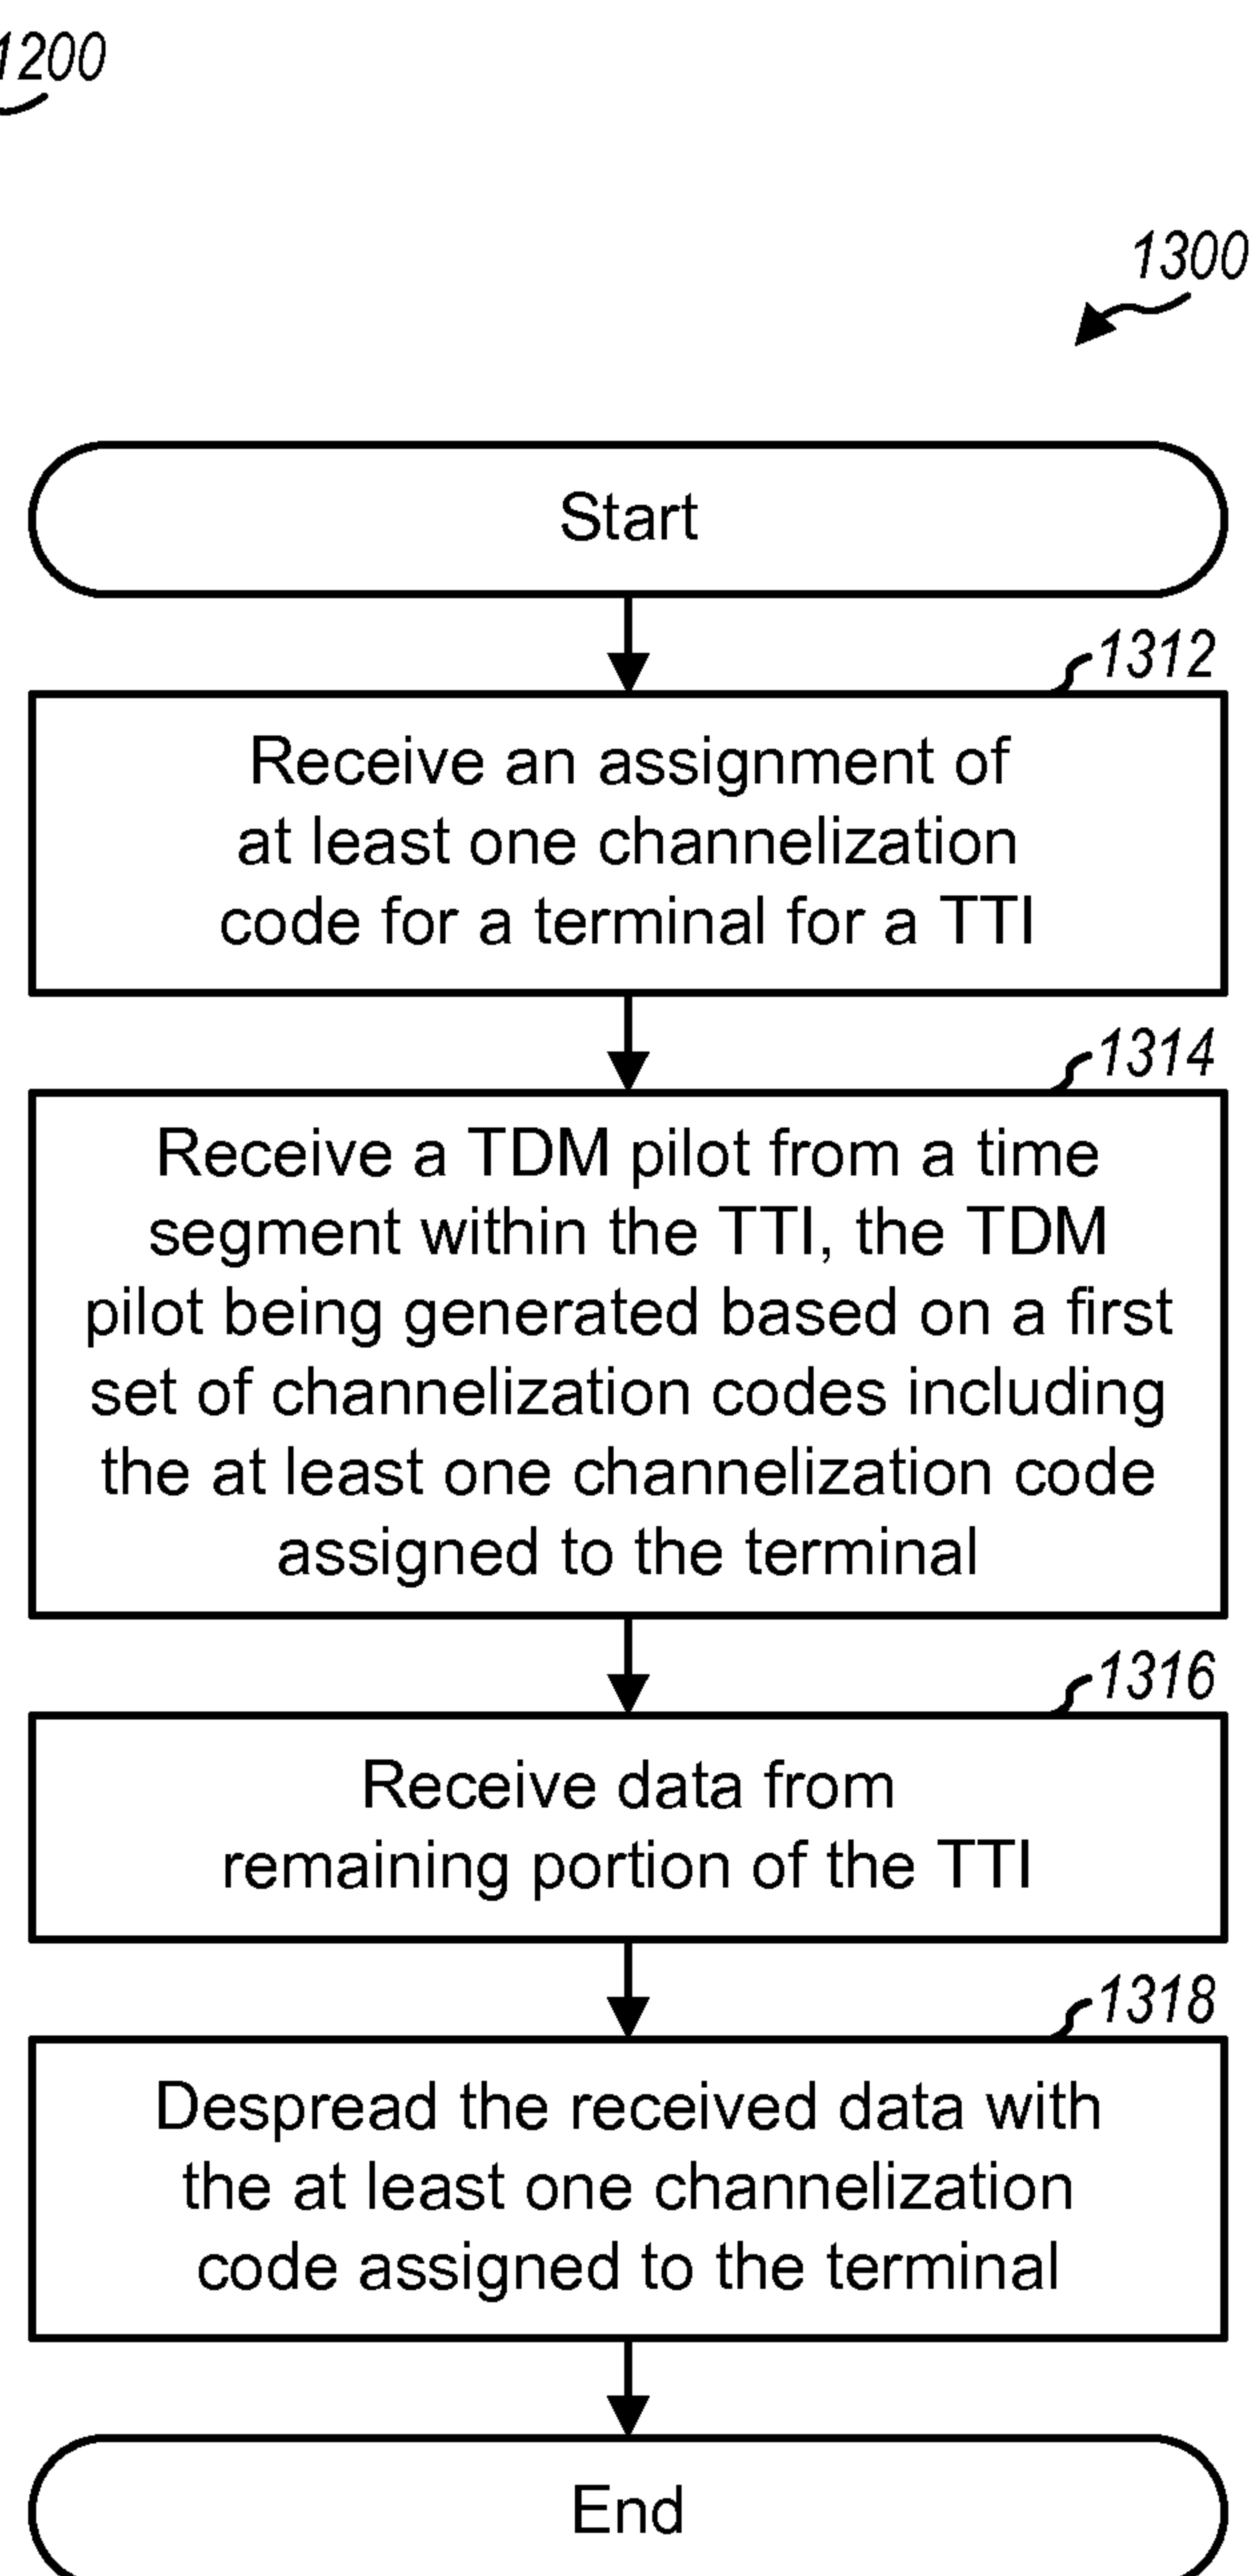 1200
1300
Start
1312
Receive an assignment of
at least one channelization
code for a terminal for a TTI
1314
Receive a TDM pilot from a time
segment within the TTI, the TDM
pilot being generated based on a first
set of channelization codes including
the at least one channelization code
assigned to the terminal
1316
Receive data from
remaining portion of the TTI
1318
Despread the received data with
the at least one channelization
code assigned to the terminal
End